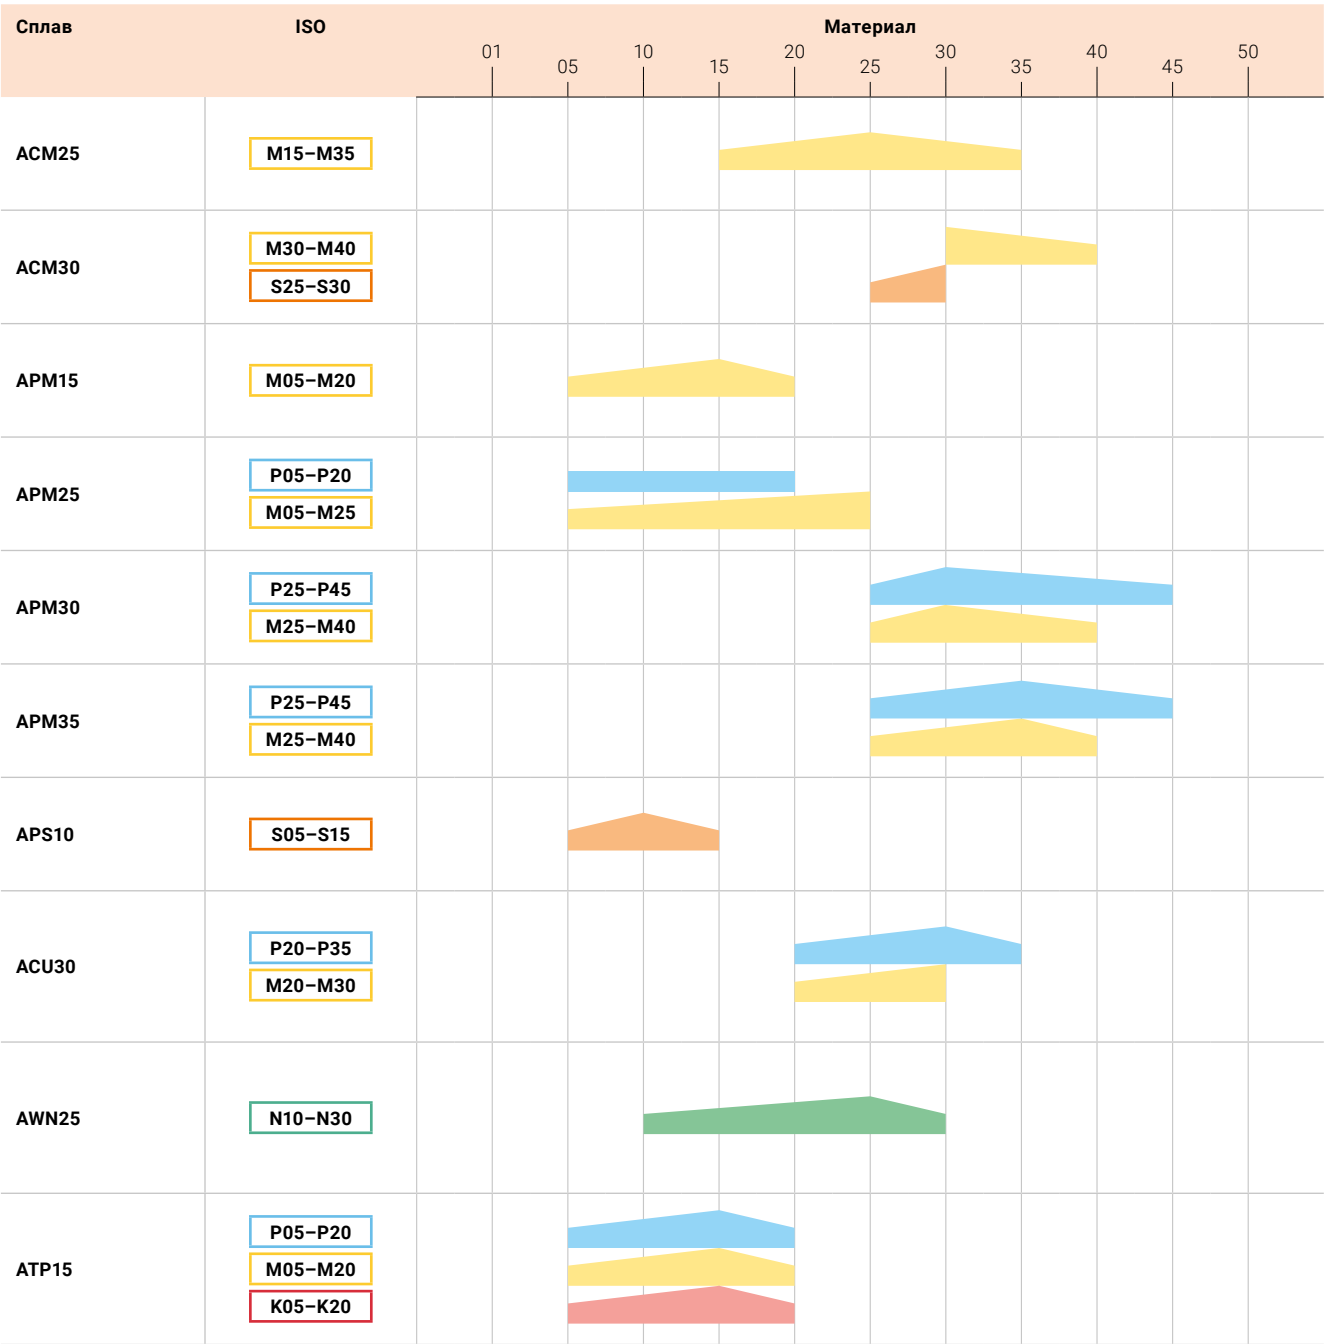 Сплав ISO Материал
01 10 20 30 40 50
05 15 25 35 45
ACM25 M15–M35
ACM30
M30–M40
S25–S30
APM15 M05–M20
APM25
P05–P20
M05–M25
APM30
P25–P45
M25–M40
APM35
P25–P45
M25–M40
APS10 S05–S15
ACU30
P20–P35
M20–M30
AWN25 N10–N30
ATP15
P05–P20
M05–M20
K05–K20